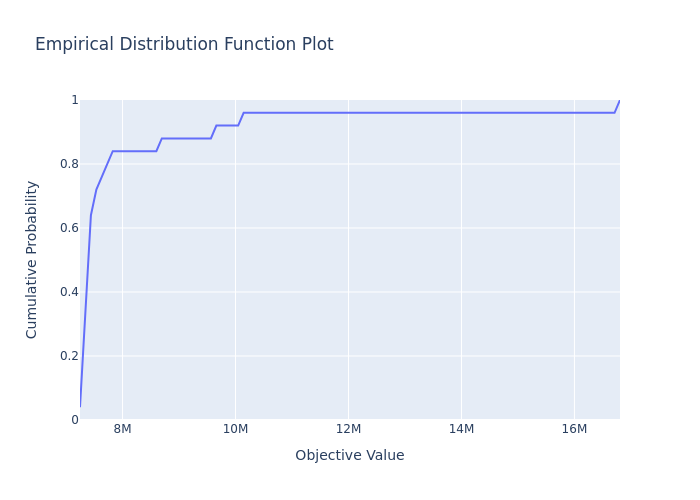 Empirical Distribution Function Plot
1
0.8
0.6
0.4
0.2
0
Cumulative Probability
8M
10M
12M
14M
16M
Objective Value